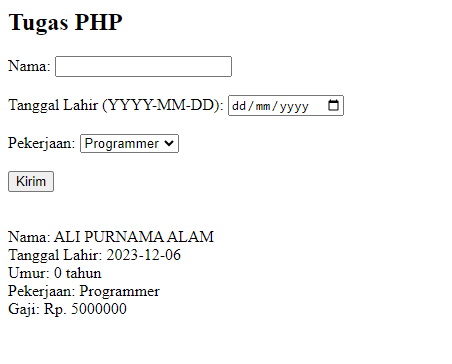 Tugas PHP
Nama:
Tanggal Lahir (YYYY-MM-DD): dd/mm/yyyy
Pekerjaan: Programmer
Kirim
Nama: ALI PURNAMA ALAM
Tanggal Lahir: 2023-12-06
Umur: 0 tahun
Pekerjaan: Programmer
Gaji: Rp. 5000000